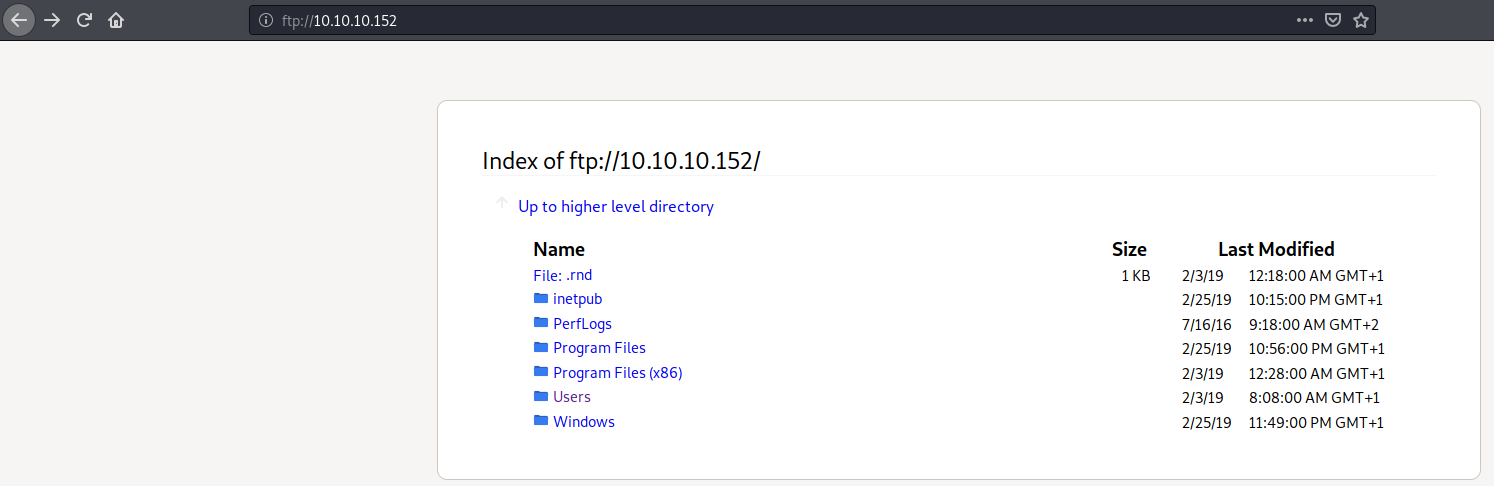 ftp://10.10.10.152
Index of ftp://10.10.10.152/
Up to higher level directory
Name Size Last Modified
File: .rnd 1 KB 2/3/19 12:18:00 AM GMT+1
inetpub 2/25/19 10:15:00 PM GMT+1
PerfLogs 7/16/16 9:18:00 AM GMT+2
Program Files 2/25/19 10:56:00 PM GMT+1
Program Files (x86) 2/3/19 12:28:00 AM GMT+1
Users 2/3/19 8:08:00 AM GMT+1
Windows 2/25/19 11:49:00 PM GMT+1